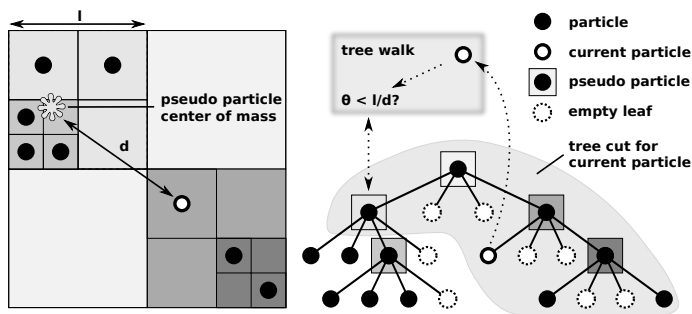 l
pseudo particle
center of mass
d
tree walk
θ < l/d?
particle
current particle
pseudo particle
empty leaf
tree cut for
current particle